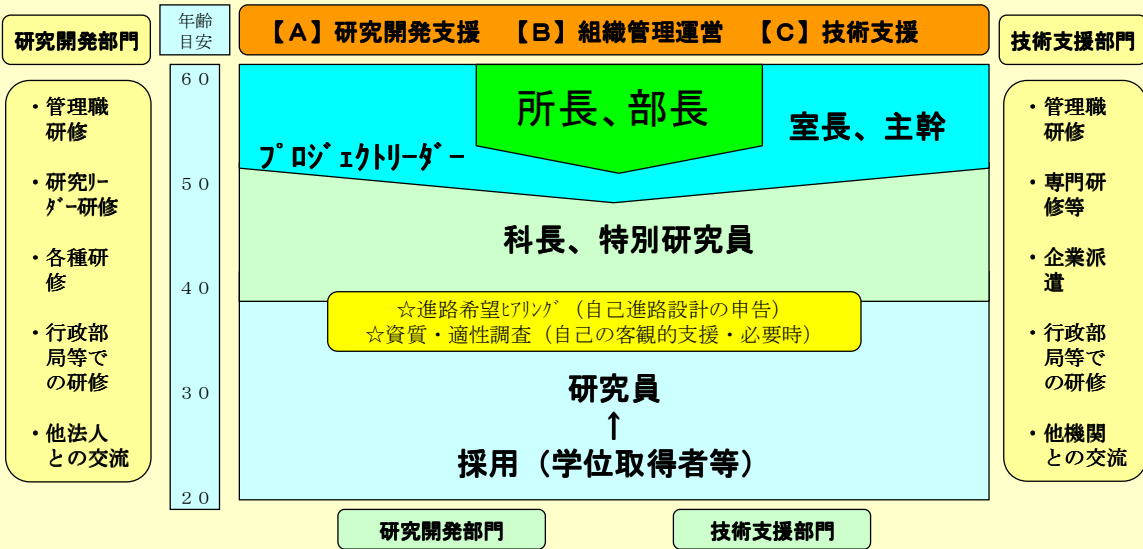 研究開発部門
・管理職
研修
・研究ﾘｰ
ﾀﾞｰ研修
・各種研
修
・行政部
局等で
の研修
・他法人
との交流
年齢
目安
６０
５０
４０
３０
２０
【Ａ】研究開発支援　【Ｂ】組織管理運営　【Ｃ】技術支援
所長、部長
室長、主幹
ﾌﾟﾛｼﾞｪｸﾄﾘｰﾀﾞｰ
科長、特別研究員
☆進路希望ﾋｱﾘﾝｸﾞ（自己進路設計の申告）
☆資質・適性調査（自己の客観的支援・必要時）
研究員
↑
採用（学位取得者等）
研究開発部門
技術支援部門
技術支援部門
・管理職
研修
・専門研
修等
・企業派
遣
・行政部
局等で
の研修
・他機関
との交流